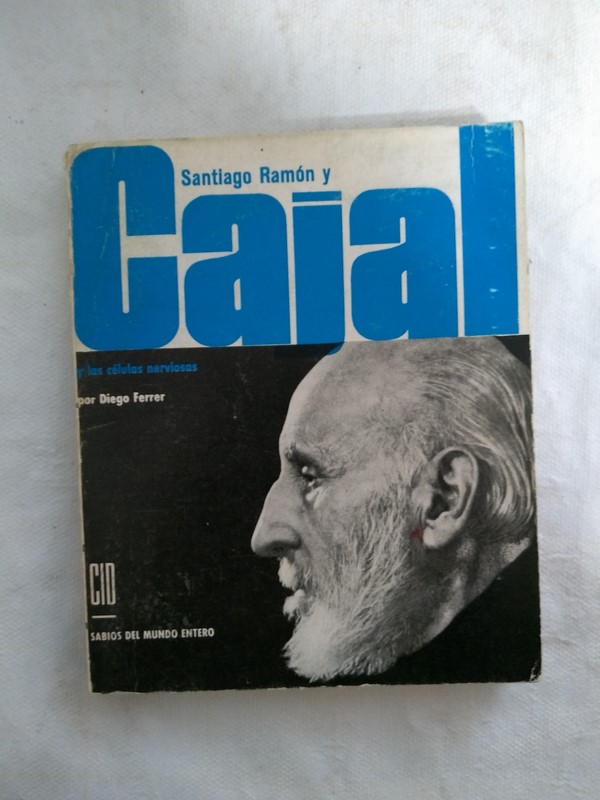 Santiago Ramón y
Cajal
y las células nerviosas
por Diego Ferrer
CID
SABIOS DEL MUNDO ENTERO